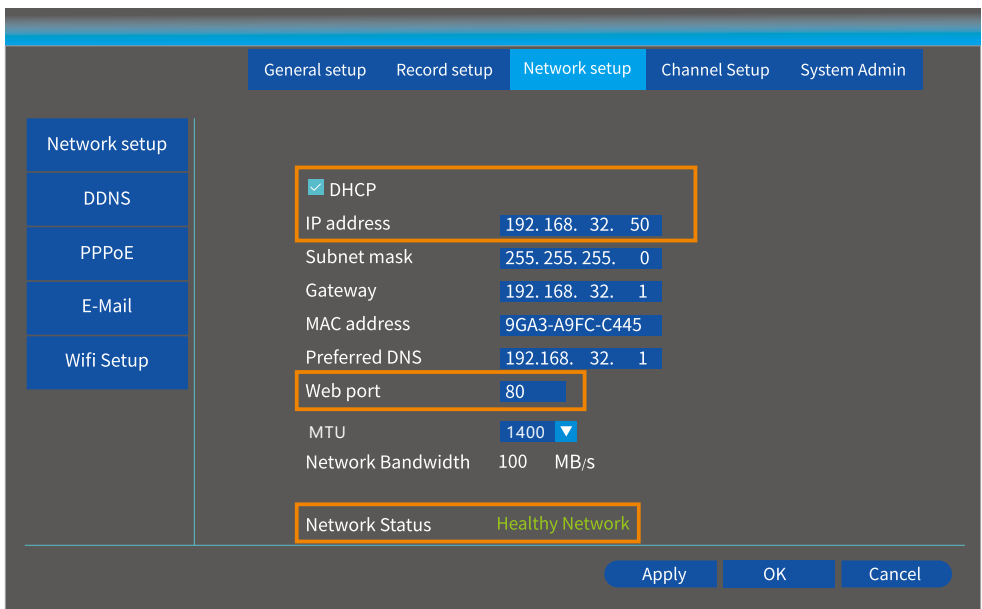 General setup Record setup Network setup Channel Setup System Admin
Network setup
DDNS
PPPoE
E-Mail
Wifi Setup
DHCP
IP address 192. 168. 32. 50
Subnet mask 255. 255. 255. 0
Gateway 192. 168. 32. 1
MAC address 9GA3-A9FC-C445
Preferred DNS 192.168. 32. 1
Web port 80
MTU 1400
Network Bandwidth 100 MB/s
Network Status Healthy Network
Apply OK Cancel